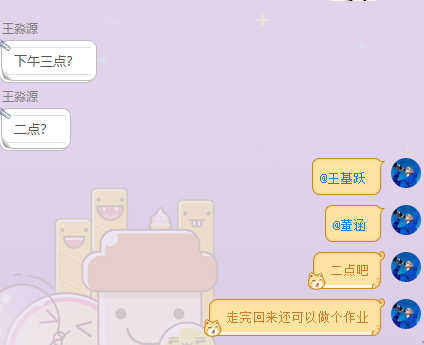 王淼源
下午三点?
王淼源
二点?
@王基跃
@董涵
二点吧
走完回来还可以做个作业